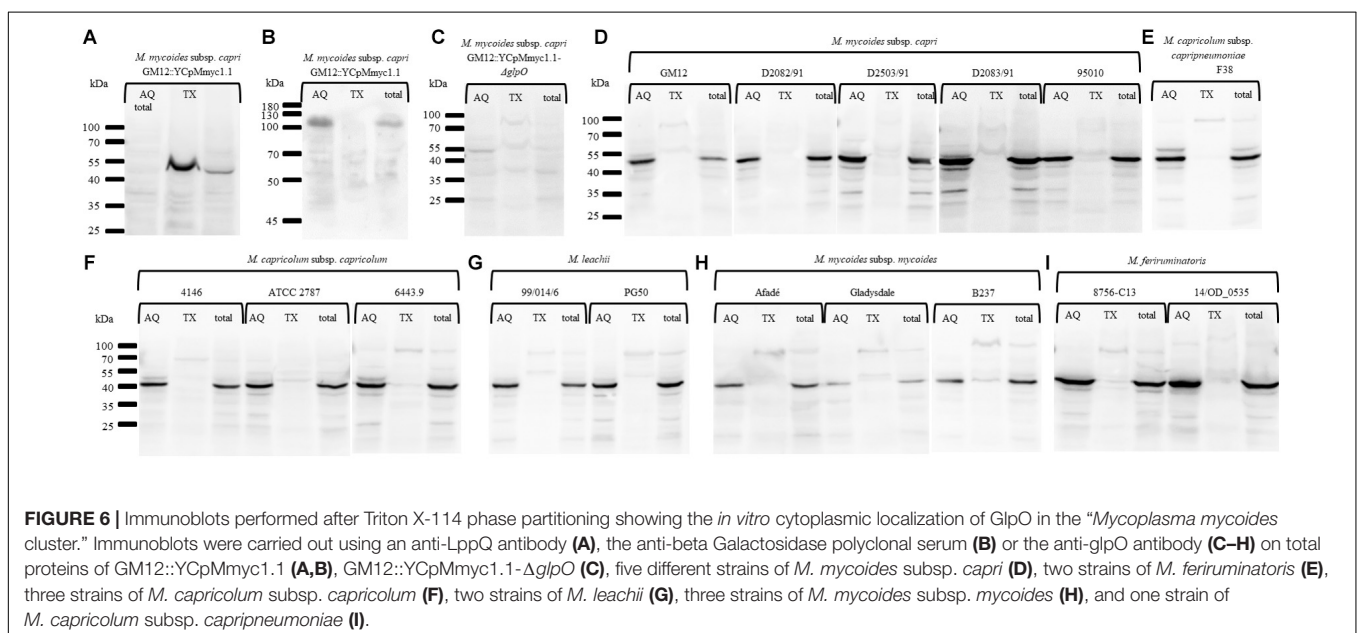 A
M. mycoides subsp. capri
GM12::YCpMmyc1.1
kDa
AQ TX
total
100
70
55
40
35
25
B
M. mycoides subsp. capri
GM12::YCpMmyc1.1
AQ TX total
180
130
100
70
50
45
C
M. mycoides subsp. capri
GM12::YCpMmyc1.1-
ΔglpO
AQ TX total
100
70
55
40
35
25
D
M. mycoides subsp. capri
kDa
GM12 D2082/91 D2503/91 D2083/91 95010
AQ TX total AQ TX total AQ TX total AQ TX total AQ TX total
100
70
55
40
35
25
E
M. capricolum subsp.
capripneumoniae
F38
AQ TX total
F
M. capricolum subsp. capricolum
4146 ATCC 2787 6443.9
kDa
AQ TX total AQ TX total AQ TX total
100
70
55
40
35
25
G
M. leachii
99/014/6 PG50
AQ TX total AQ TX total
H
M. mycoides subsp. mycoides
Afadé Gladysdale B237
AQ TX total AQ TX total AQ TX total
I
M. feriruminatoris
8756-C13 14/OD_0535
AQ TX total AQ TX total
FIGURE 6 | Immunoblots performed after Triton X-114 phase partitioning showing the in vitro cytoplasmic localization of GlpO in the “Mycoplasma mycoides
cluster.” Immunoblots were carried out using an anti-LppQ antibody (A), the anti-beta Galactosidase polyclonal serum (B) or the anti-glpO antibody (C–H) on total
proteins of GM12::YCpMmyc1.1 (A,B), GM12::YCpMmyc1.1-ΔglpO (C), five different strains of M. mycoides subsp. capri (D), two strains of M. feriruminatoris (E),
three strains of M. capricolum subsp. capricolum (F), two strains of M. leachii (G), three strains of M. mycoides subsp. mycoides (H), and one strain of
M. capricolum subsp. capripneumoniae (I).